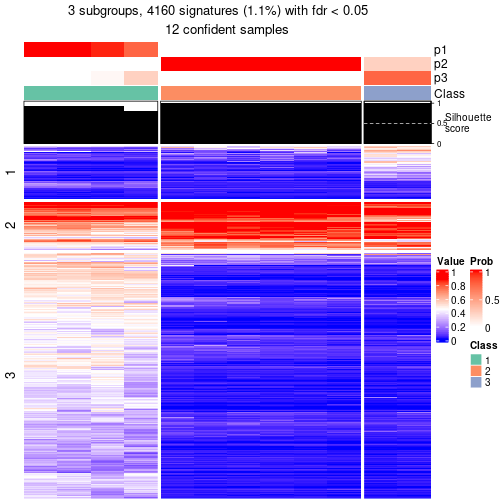 3 subgroups, 4160 signatures (1.1%) with fdr < 0.05
12 confident samples
p1
p2
p3
Class
1
0.5
0
Silhouette
score
1
2
3
Value
1
0.8
0.6
0.4
0.2
0
Prob
1
0.5
0
Class
1
2
3